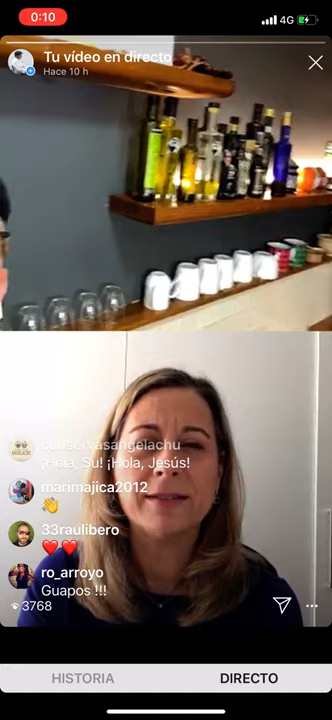 0:10
4G
Tu vídeo en directo
Hace 10 h
conservasangelachu
¡Hola, Su! ¡Hola, Jesús!
marimajica2012
👋
33raulibero
❤️❤️
ro_arroyo
Guapos !!!
3768
HISTORIA
DIRECTO